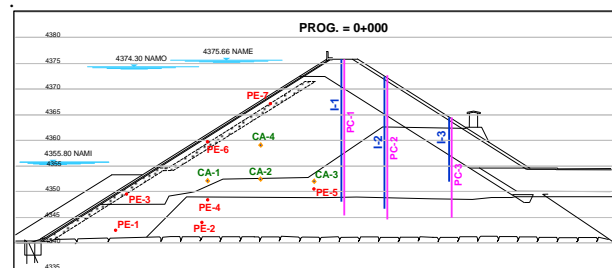 PROG. = 0+000
4380
4375.66 NAME
4374.30 NAMO
4375
4370
PE-7
4365
I-1
PC-1
I-2
PC-2
I-3
PC-3
4360
CA-4
PE-6
4355.80 NAMI
4355
CA-1
CA-2
CA-3
4350
PE-3
PE-4
PE-5
4345
PE-1
PE-2
4340
4335